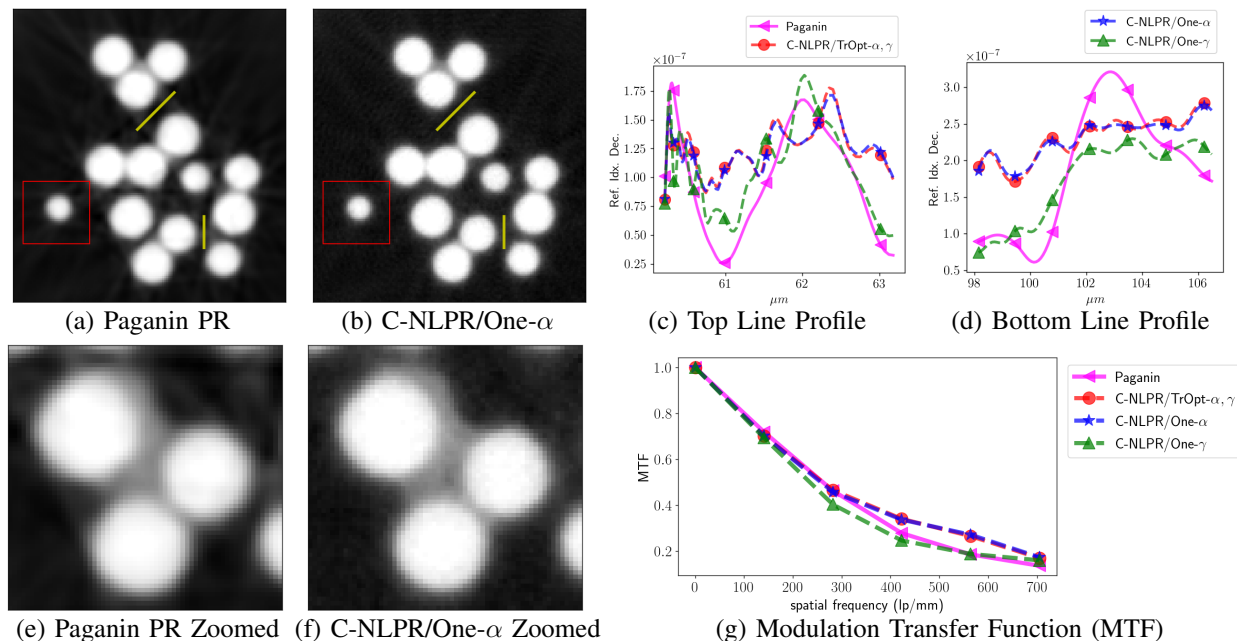 Paganin
C-NLPR/TrOpt-α, γ
C-NLPR/One-α
C-NLPR/One-γ
×10⁻⁷
1.75
1.50
1.25
1.00
0.75
0.50
0.25
Ref. Idx. Dec.
61
62
63
μm
×10⁻⁷
3.5
3.0
2.5
2.0
1.5
1.0
Ref. Idx. Dec.
98
100
102
104
106
μm
(a) Paganin PR
(b) C-NLPR/One-α
(c) Top Line Profile
(d) Bottom Line Profile
1.0
0.8
0.6
0.4
0.2
MTF
0
100
200
300
400
500
600
700
spatial frequency (lp/mm)
Paganin
C-NLPR/TrOpt-α, γ
C-NLPR/One-α
C-NLPR/One-γ
(e) Paganin PR Zoomed
(f) C-NLPR/One-α Zoomed
(g) Modulation Transfer Function (MTF)